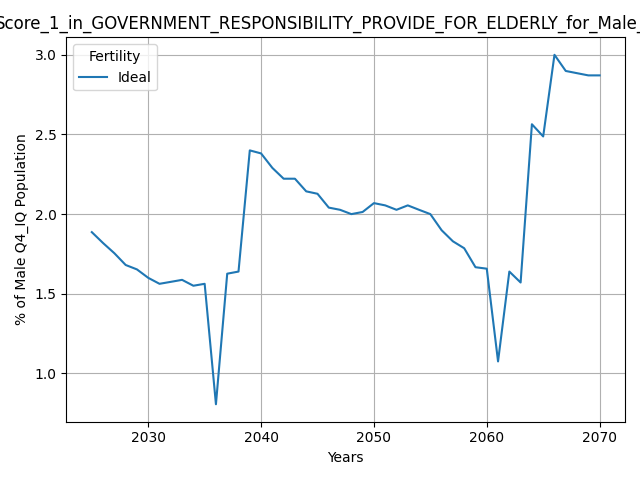 Score_1_in_GOVERNMENT_RESPONSIBILITY_PROVIDE_FOR_ELDERLY_for_Male_
Fertility
Ideal
3.0
2.5
2.0
1.5
1.0
% of Male Q4_IQ Population
2030
2040
2050
2060
2070
Years